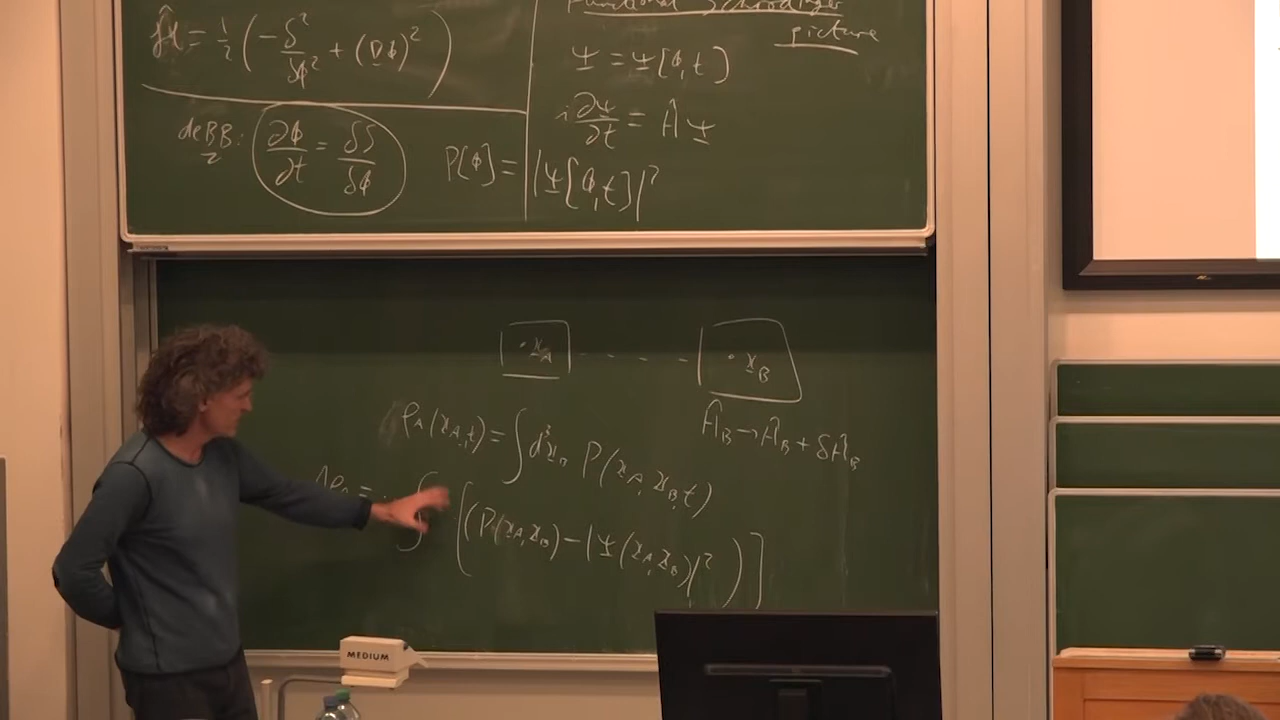 Functional Schrödinger
picture
Ĥ = 1/2 ( - δ²/δϕ² + (∇ϕ)² )
Ψ = Ψ[ϕ,t]
i ∂Ψ/∂t = Ĥ Ψ
deBB: ∂ϕ/∂t = δS/δϕ
P[ϕ] = |Ψ[ϕ,t]|²
x_A
x_B
Ĥ_B → Ĥ_B + δĤ_B
ρ_A(x_A,t) = ∫ d³x_B P(x_A, x_B, t)
Δρ_A = ∫ [(P(x_A,x_B) - |Ψ(x_A,x_B)|² )]
MEDIUM